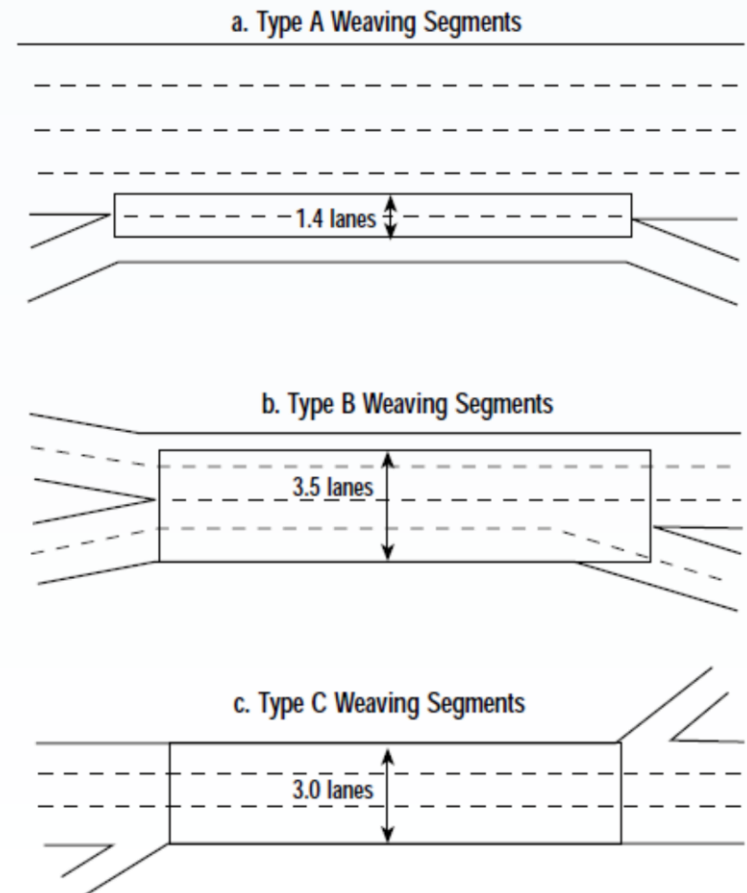 a. Type A Weaving Segments
1.4 lanes
b. Type B Weaving Segments
3.5 lanes
c. Type C Weaving Segments
3.0 lanes